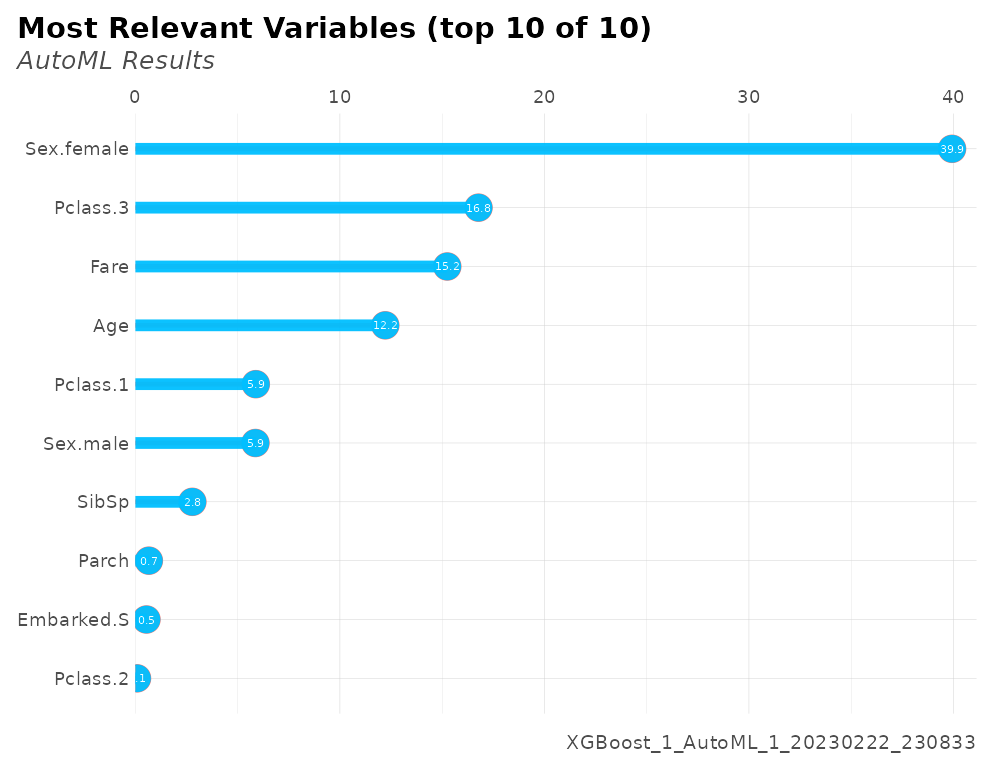 Most Relevant Variables (top 10 of 10)
AutoML Results
0 10 20 30 40
Sex.female 39.9
Pclass.3 16.8
Fare 15.2
Age 12.2
Pclass.1 5.9
Sex.male 5.9
SibSp 2.8
Parch 0.7
Embarked.S 0.5
Pclass.2 .1
XGBoost_1_AutoML_1_20230222_230833